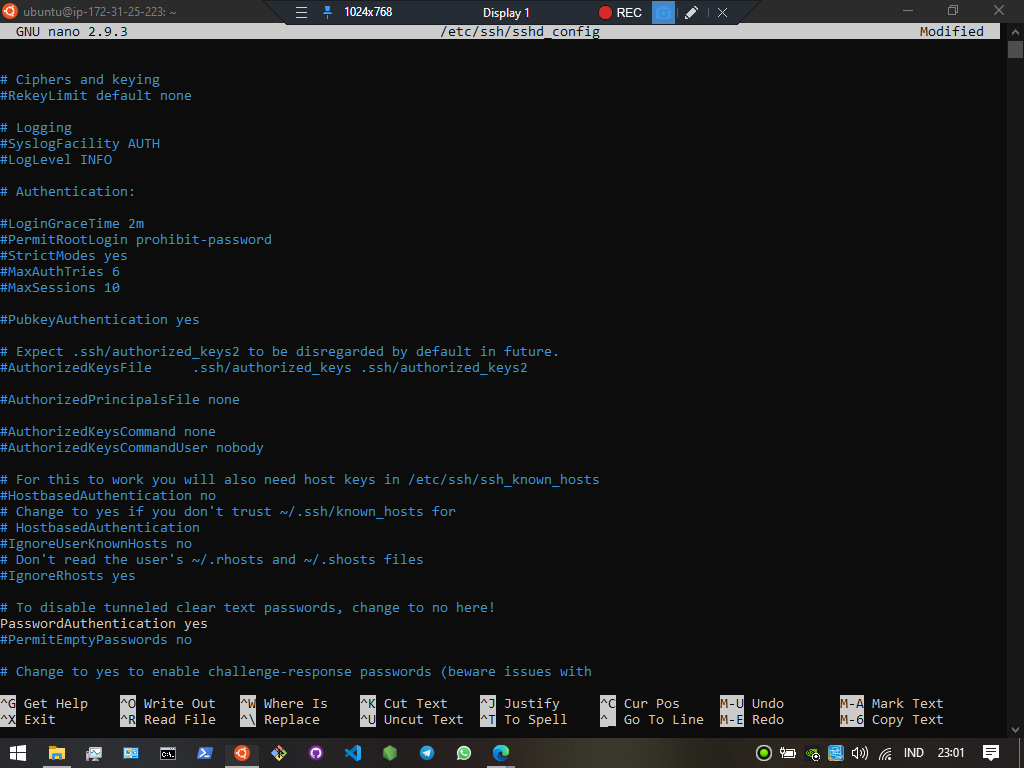 ubuntu@ip-172-31-25-223: ~
1024x768
Display 1
REC
GNU nano 2.9.3
/etc/ssh/sshd_config
Modified
# Ciphers and keying
#RekeyLimit default none
# Logging
#SyslogFacility AUTH
#LogLevel INFO
# Authentication:
#LoginGraceTime 2m
#PermitRootLogin prohibit-password
#StrictModes yes
#MaxAuthTries 6
#MaxSessions 10
#PubkeyAuthentication yes
# Expect .ssh/authorized_keys2 to be disregarded by default in future.
#AuthorizedKeysFile     .ssh/authorized_keys .ssh/authorized_keys2
#AuthorizedPrincipalsFile none
#AuthorizedKeysCommand none
#AuthorizedKeysCommandUser nobody
# For this to work you will also need host keys in /etc/ssh/ssh_known_hosts
#HostbasedAuthentication no
# Change to yes if you don't trust ~/.ssh/known_hosts for
# HostbasedAuthentication
#IgnoreUserKnownHosts no
# Don't read the user's ~/.rhosts and ~/.shosts files
#IgnoreRhosts yes
# To disable tunneled clear text passwords, change to no here!
PasswordAuthentication yes
#PermitEmptyPasswords no
# Change to yes to enable challenge-response passwords (beware issues with
^G Get Help ^O Write Out ^W Where Is ^K Cut Text ^J Justify ^C Cur Pos M-U Undo M-A Mark Text
^X Exit ^R Read File ^\ Replace ^U Uncut Text ^T To Spell ^_ Go To Line M-E Redo M-6 Copy Text
IND
23:01